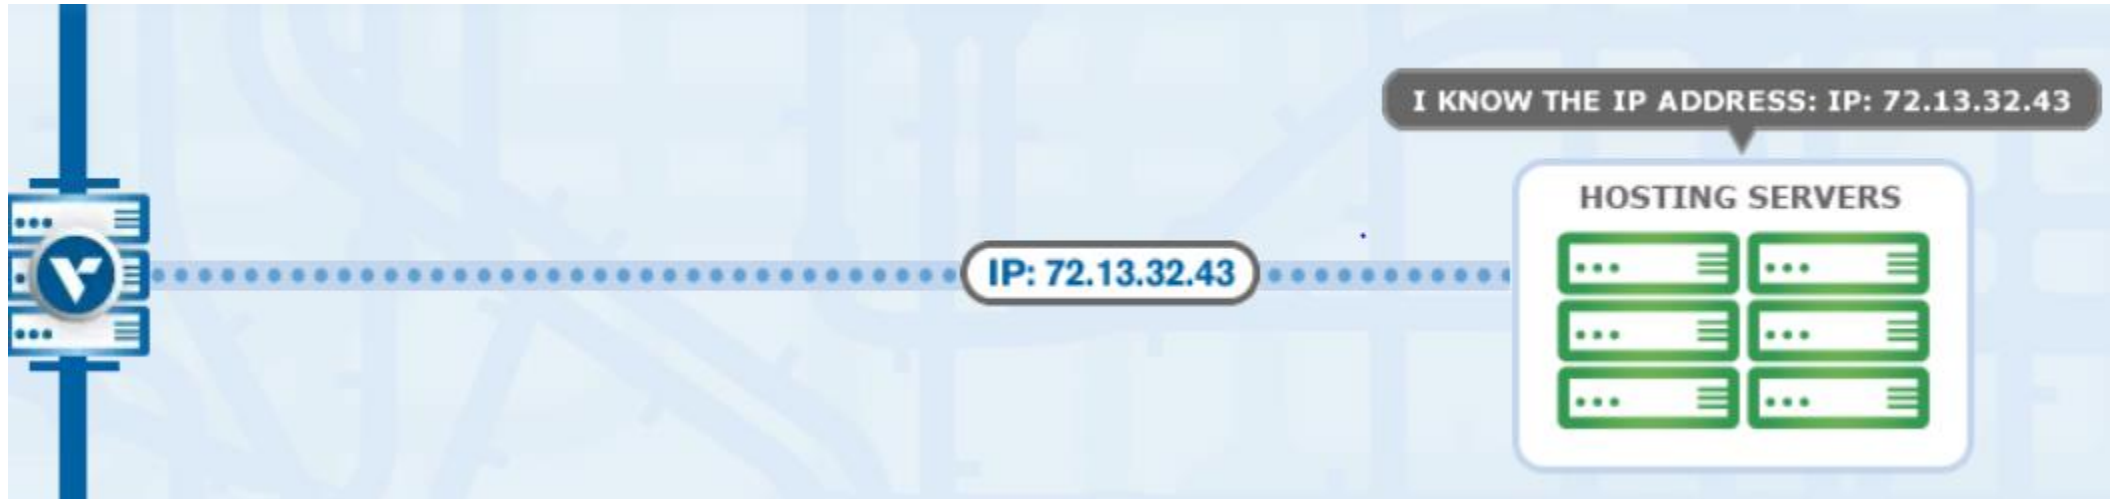 I KNOW THE IP ADDRESS: IP: 72.13.32.43
HOSTING SERVERS
IP: 72.13.32.43